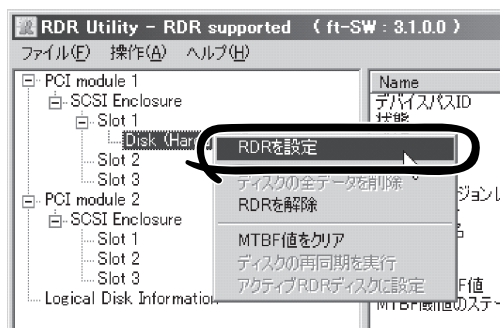 RDR Utility - RDR supported ( ft-SW : 3.1.0.0 )
ファイル(F) 操作(A) ヘルプ(H)
PCI module 1
SCSI Enclosure
Slot 1
Disk (Hard
Slot 2
Slot 3
PCI module 2
SCSI Enclosure
Slot 1
Slot 2
Slot 3
Logical Disk Information
RDRを設定
ディスクの全データを削除
RDRを解除
MTBF値をクリア
ディスクの再同期を実行
アクティブRDRディスクに設定
Name
デバイスパスID
状態
ジョンレ
名
F値
MTBF閾値のステー